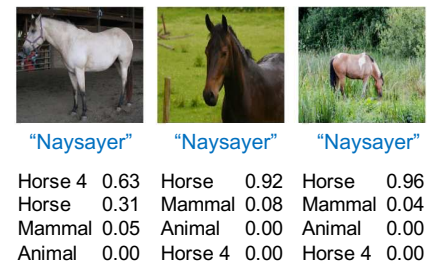 “Naysayer” “Naysayer” “Naysayer”
Horse 4 0.63 Horse 0.92 Horse 0.96
Horse 0.31 Mammal 0.08 Mammal 0.04
Mammal 0.05 Animal 0.00 Animal 0.00
Animal 0.00 Horse 4 0.00 Horse 4 0.00